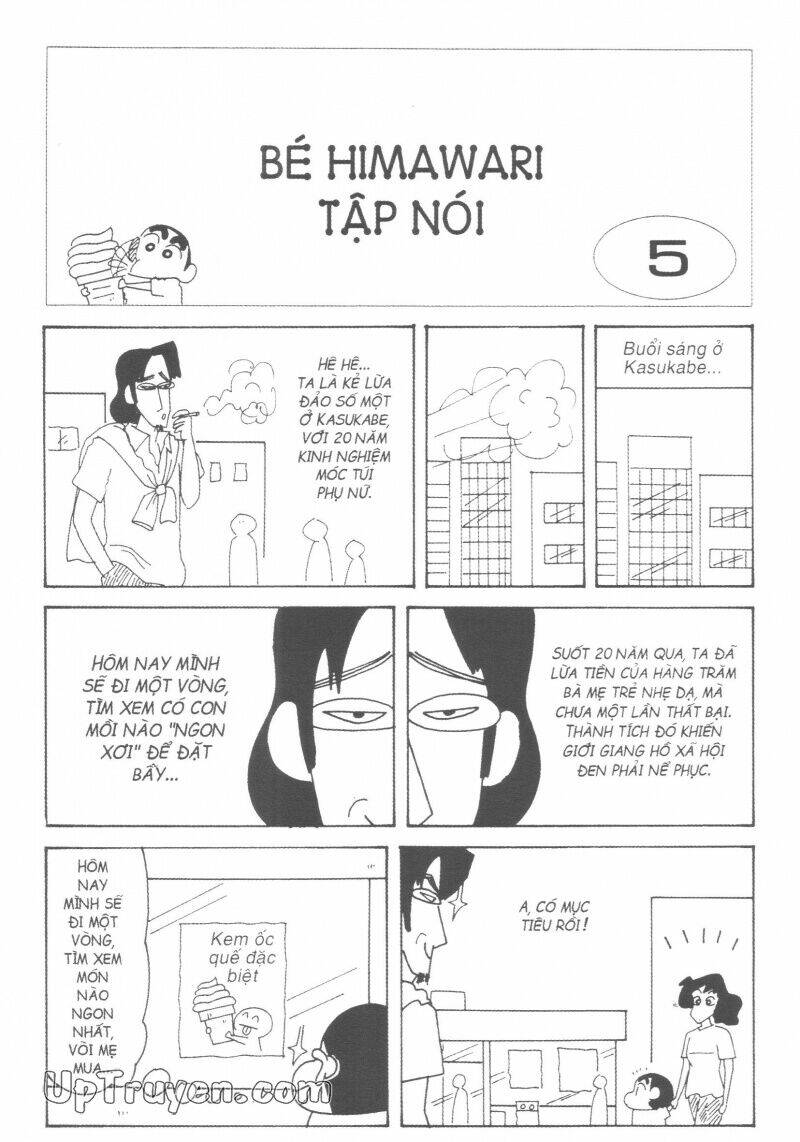 BÉ HIMAWARI
TẬP NÓI
5
Buổi sáng ở
Kasukabe...
HÊ HÊ...
TA LÀ KẺ LỪA
ĐẢO SỐ MỘT
Ở KASUKABE,
VỚI 20 NĂM
KINH NGHIỆM
MÓC TÚI
PHỤ NỮ.
SUỐT 20 NĂM QUA, TA ĐÃ
LỪA TIỀN CỦA HÀNG TRĂM
BÀ MẸ TRẺ NHẸ DẠ, MÀ
CHƯA MỘT LẦN THẤT BẠI.
THÀNH TÍCH ĐÓ KHIẾN
GIỚI GIANG HỒ XÃ HỘI
ĐEN PHẢI NỂ PHỤC.
HÔM NAY MÌNH
SẼ ĐI MỘT VÒNG,
TÌM XEM CÓ CON
MỒI NÀO "NGON
XƠI" ĐỂ ĐẶT
BẪY...
A, CÓ MỤC
TIÊU RỒI!
Kem ốc
quế đặc
biệt
HÔM
NAY
MÌNH SẼ
ĐI MỘT
VÒNG,
TÌM XEM
MÓN
NÀO
NGON
NHẤT,
VÒI MẸ
MUA...
UpTruyen.com